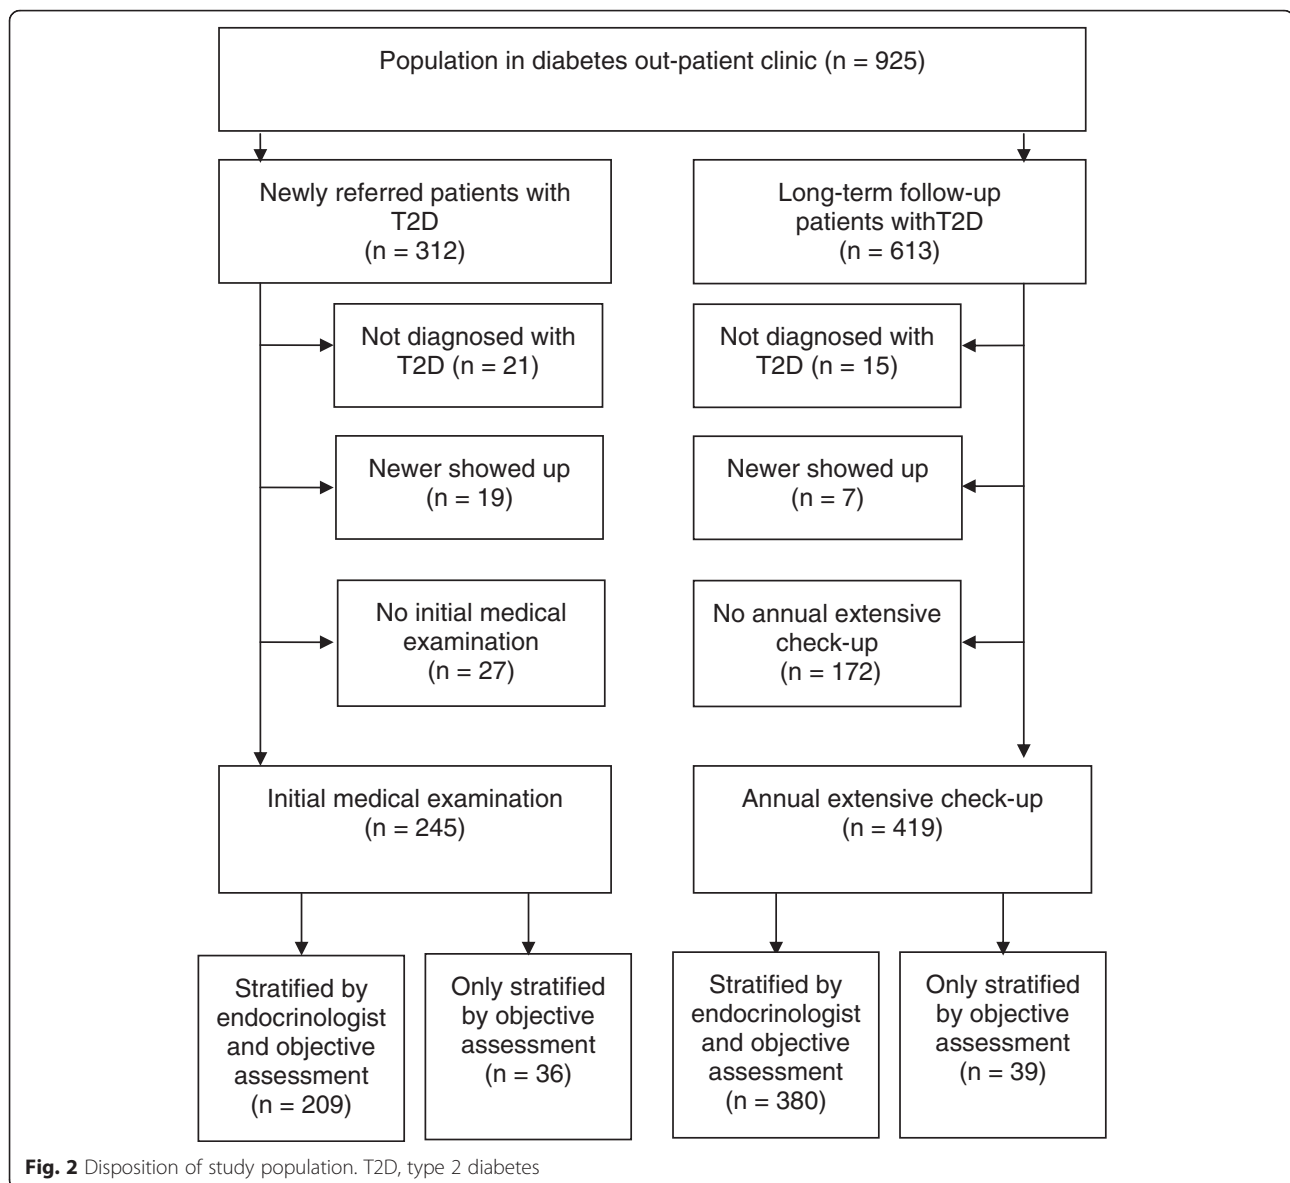 Population in diabetes out-patient clinic (n = 925)
Newly referred patients with
T2D
(n = 312)
Long-term follow-up
patients withT2D
(n = 613)
Not diagnosed with
T2D (n = 21)
Not diagnosed with
T2D (n = 15)
Newer showed up
(n = 19)
Newer showed up
(n = 7)
No initial medical
examination
(n = 27)
No annual extensive
check-up
(n = 172)
Initial medical examination
(n = 245)
Annual extensive check-up
(n = 419)
Stratified by
endocrinologist
and objective
assessment
(n = 209)
Only stratified
by objective
assessment
(n = 36)
Stratified by
endocrinologist
and objective
assessment
(n = 380)
Only stratified
by objective
assessment
(n = 39)
Fig. 2 Disposition of study population. T2D, type 2 diabetes